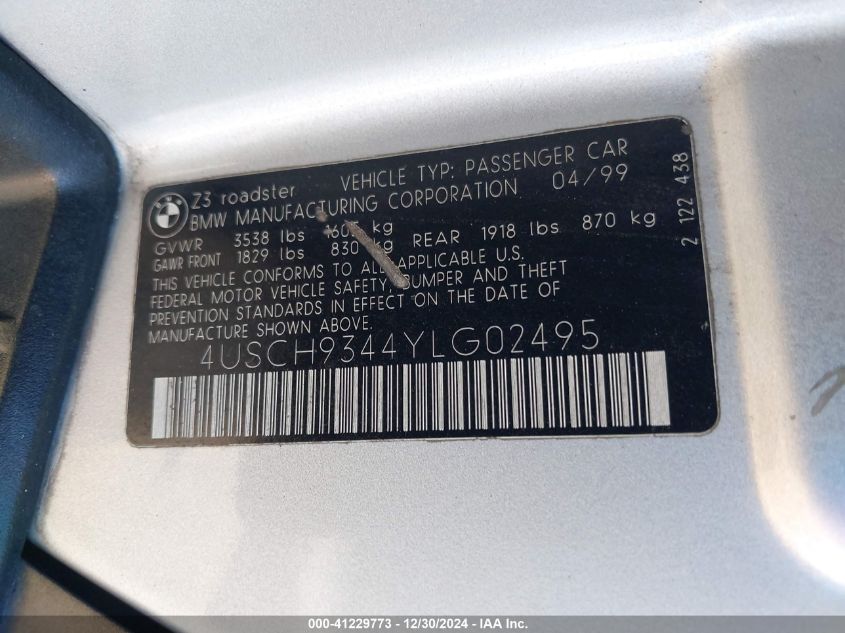 Z3 roadster VEHICLE TYP: PASSENGER CAR
BMW MANUFACTURING CORPORATION 04/99
GVWR 3538 lbs 1605 kg
GAWR FRONT 1829 lbs 830 kg REAR 1918 lbs 870 kg
THIS VEHICLE CONFORMS TO ALL APPLICABLE U.S.
FEDERAL MOTOR VEHICLE SAFETY, BUMPER AND THEFT
PREVENTION STANDARDS IN EFFECT ON THE DATE OF
MANUFACTURE SHOWN ABOVE.
4USCH9344YLG02495
2 122 438
000-41229773 - 12/30/2024 - IAA Inc.